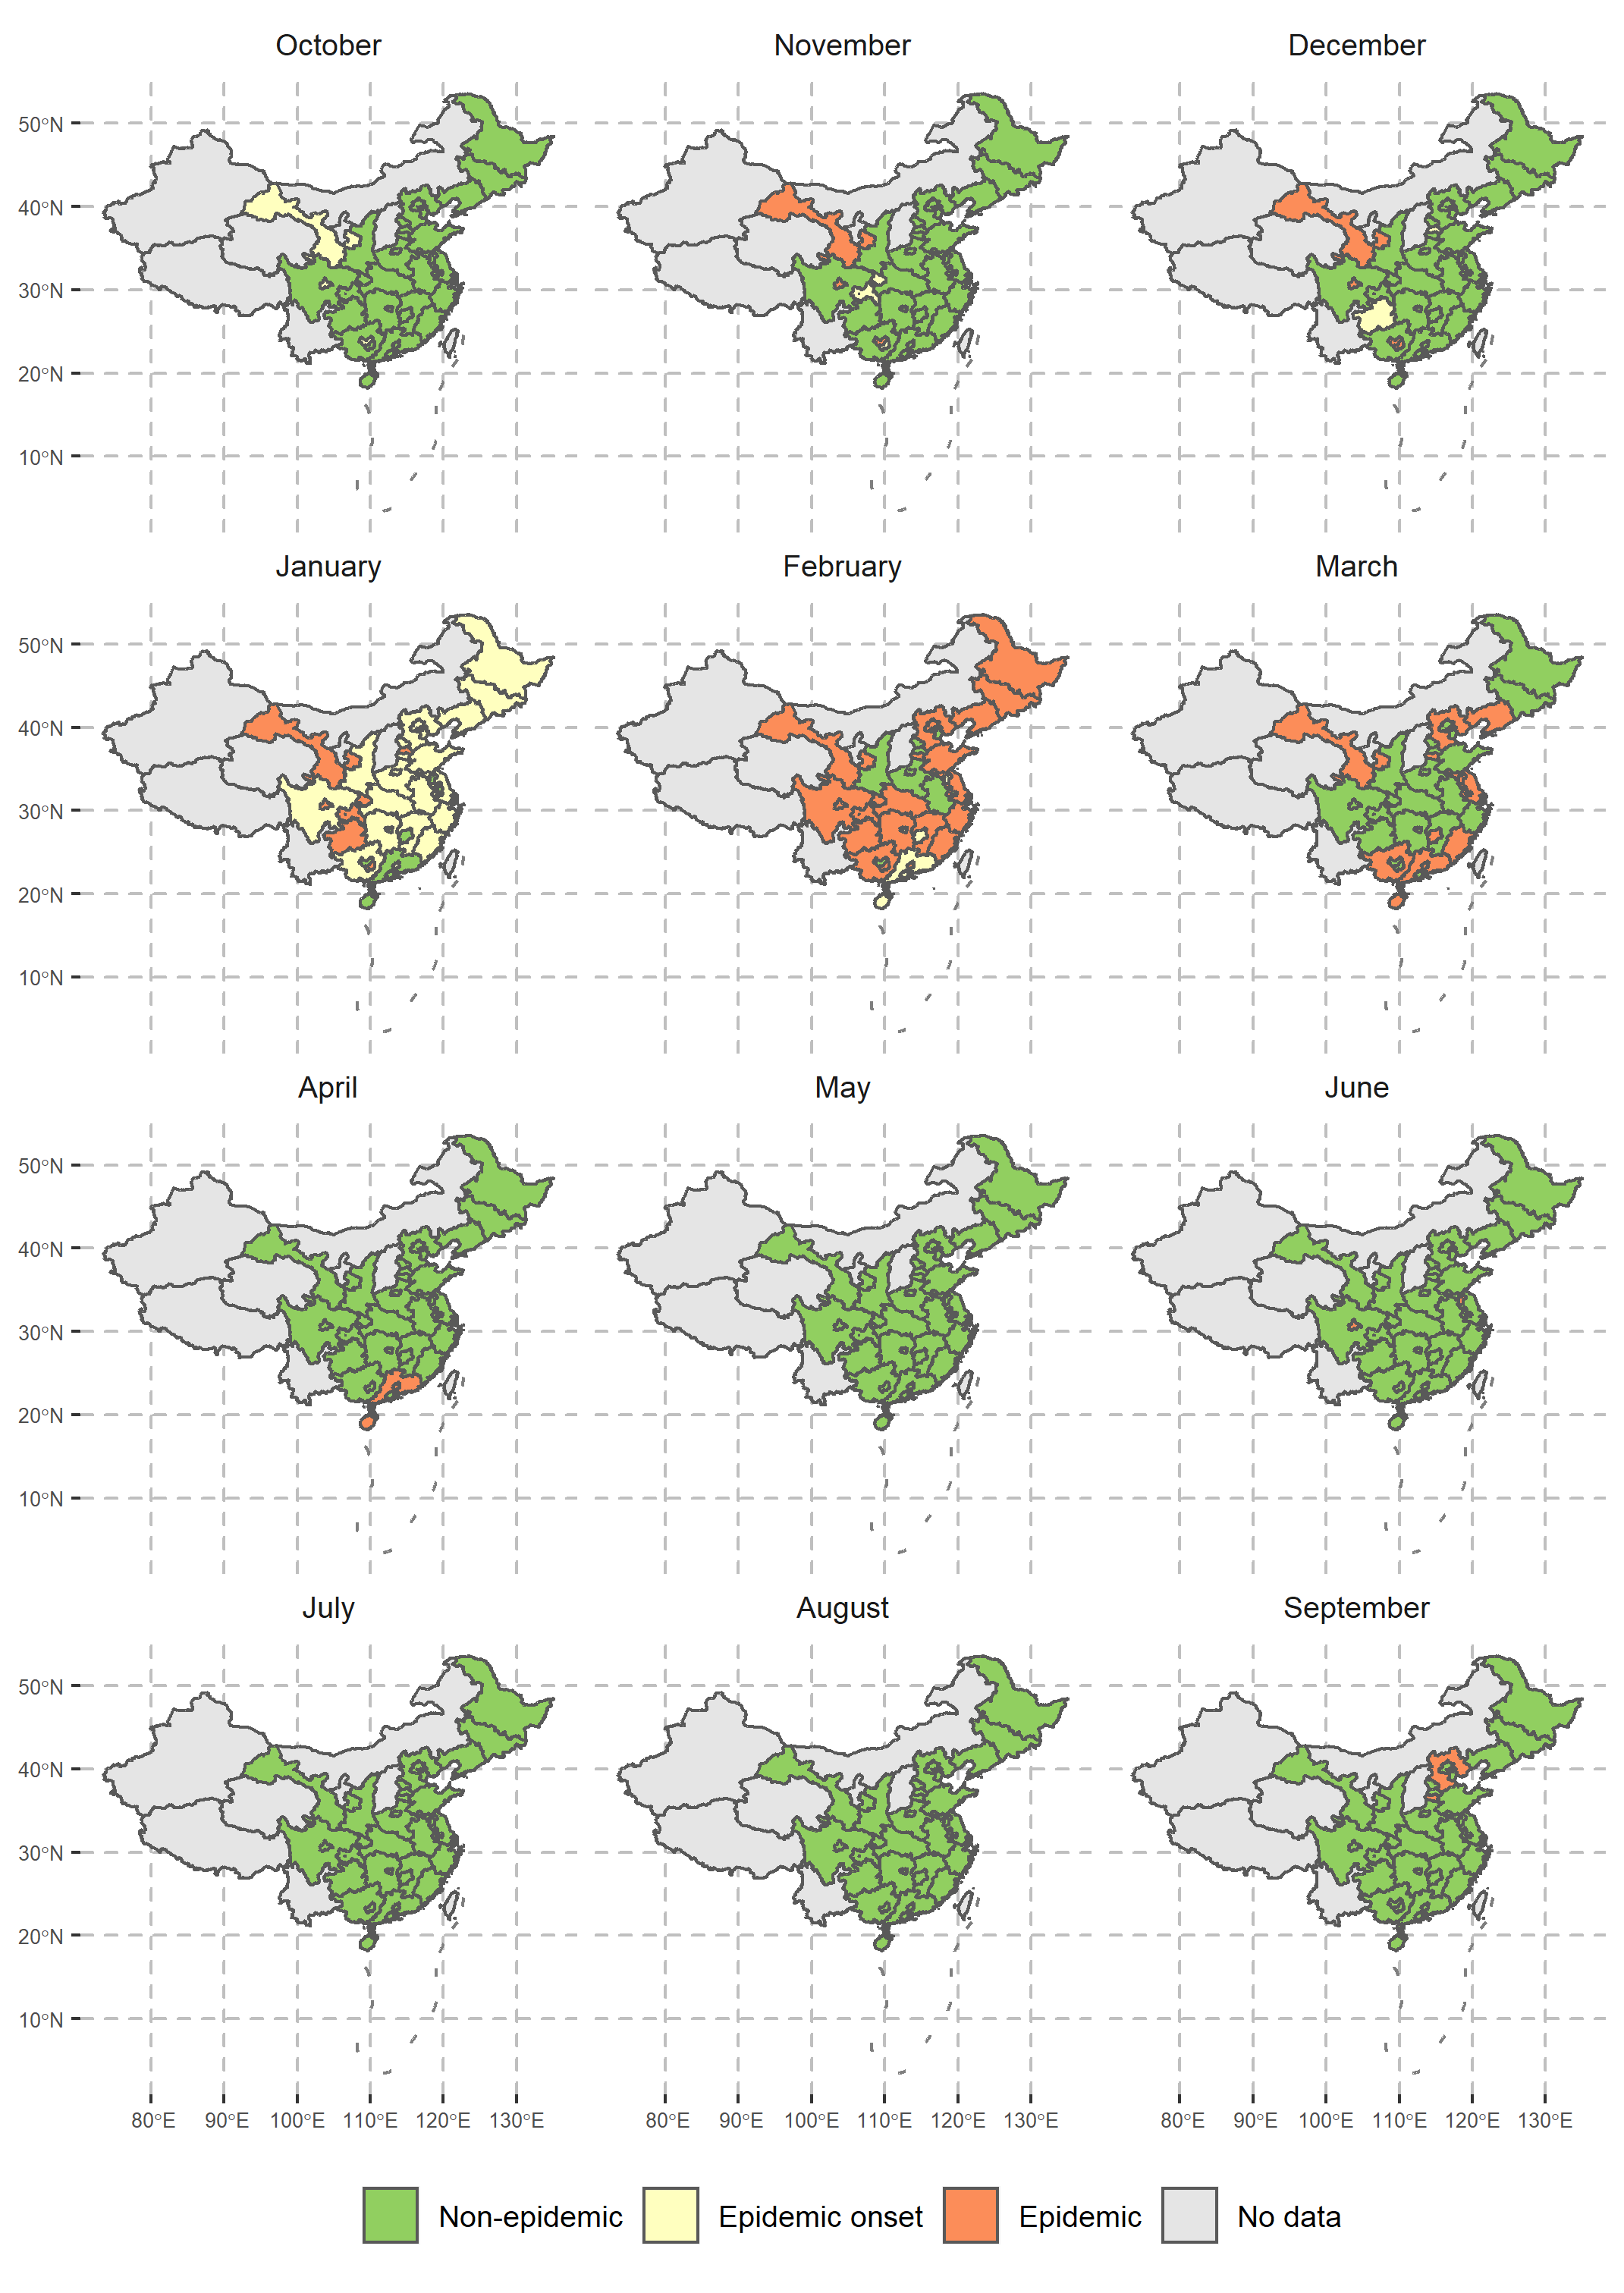 October November December
50°N
40°N
30°N
20°N
10°N
January February March
50°N
40°N
30°N
20°N
10°N
April May June
50°N
40°N
30°N
20°N
10°N
July August September
50°N
40°N
30°N
20°N
10°N
80°E 90°E 100°E 110°E 120°E 130°E 80°E 90°E 100°E 110°E 120°E 130°E 80°E 90°E 100°E 110°E 120°E 130°E
Non-epidemic Epidemic onset Epidemic No data